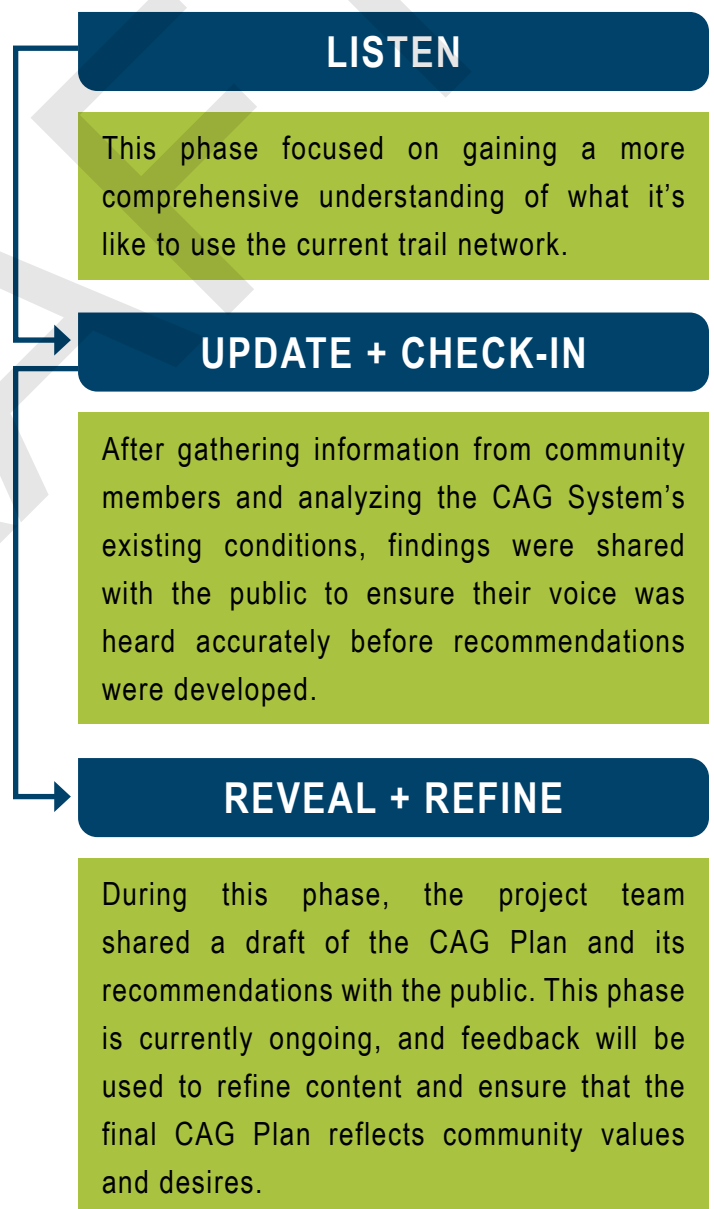 LISTEN
This phase focused on gaining a more
comprehensive understanding of what it's
like to use the current trail network.
UPDATE + CHECK-IN
After gathering information from community
members and analyzing the CAG System's
existing conditions, findings were shared
with the public to ensure their voice was
heard accurately before recommendations
were developed.
REVEAL + REFINE
During this phase, the project team
shared a draft of the CAG Plan and its
recommendations with the public. This phase
is currently ongoing, and feedback will be
used to refine content and ensure that the
final CAG Plan reflects community values
and desires.